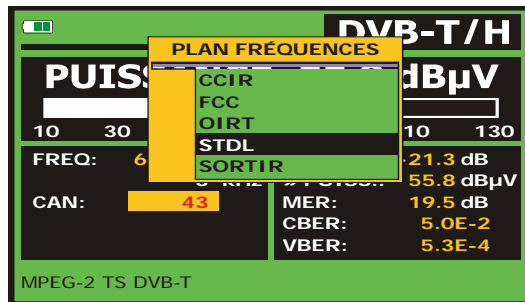 DVB-T/H
PLAN FRÉQUENCES
PUISS dBµV
CCIR
FCC
OIRT
STDL
SORTIR
10 30 10 130
FREQ: 6 21.3 dB
55.8 dBµV
CAN: 43 MER: 19.5 dB
CBER: 5.0E-2
VBER: 5.3E-4
MPEG-2 TS DVB-T